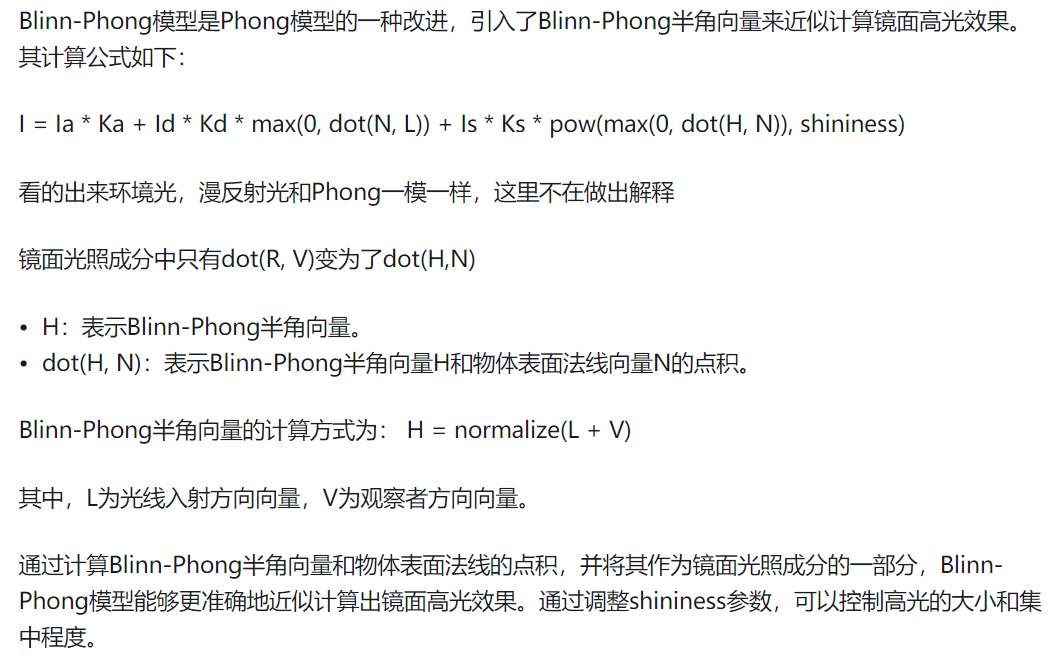 Blinn-Phong模型是Phong模型的一种改进，引入了Blinn-Phong半角向量来近似计算镜面高光效果。
其计算公式如下：
I = Ia * Ka + Id * Kd * max(0, dot(N, L)) + Is * Ks * pow(max(0, dot(H, N)), shininess)
看的出来环境光，漫反射光和Phong一模一样，这里不在做出解释
镜面光照成分中只有dot(R, V)变为了dot(H,N)
• H：表示Blinn-Phong半角向量。
• dot(H, N)：表示Blinn-Phong半角向量H和物体表面法线向量N的点积。
Blinn-Phong半角向量的计算方式为： H = normalize(L + V)
其中，L为光线入射方向向量，V为观察者方向向量。
通过计算Blinn-Phong半角向量和物体表面法线的点积，并将其作为镜面光照成分的一部分，Blinn-
Phong模型能够更准确地近似计算出镜面高光效果。通过调整shininess参数，可以控制高光的大小和集
中程度。